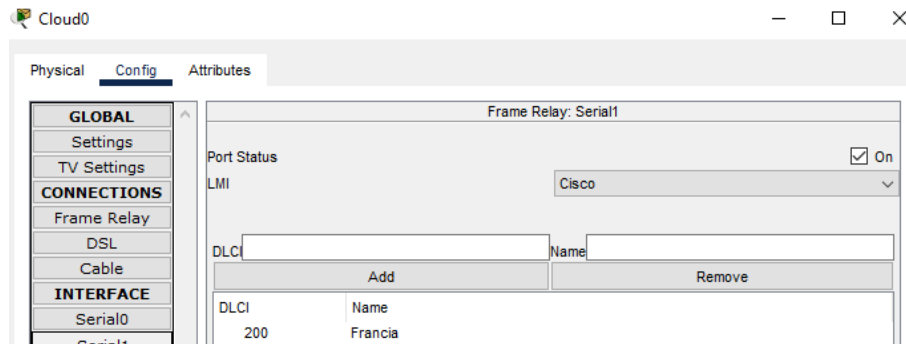 Cloud0
Physical Config Attributes
GLOBAL
Settings
TV Settings
CONNECTIONS
Frame Relay
DSL
Cable
INTERFACE
Serial0
Serial1
Frame Relay: Serial1
Port Status On
LMI Cisco
DLCI Name
Add Remove
DLCI Name
200 Francia